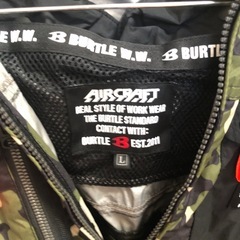 BURTLE W.W. B BURTLE W.W.
AIRCRAFT
REAL STYLE OF WORK WEAR
THE BURTLE STANDARD
CONTACT WITH:
BURTLE B EST.2011
L